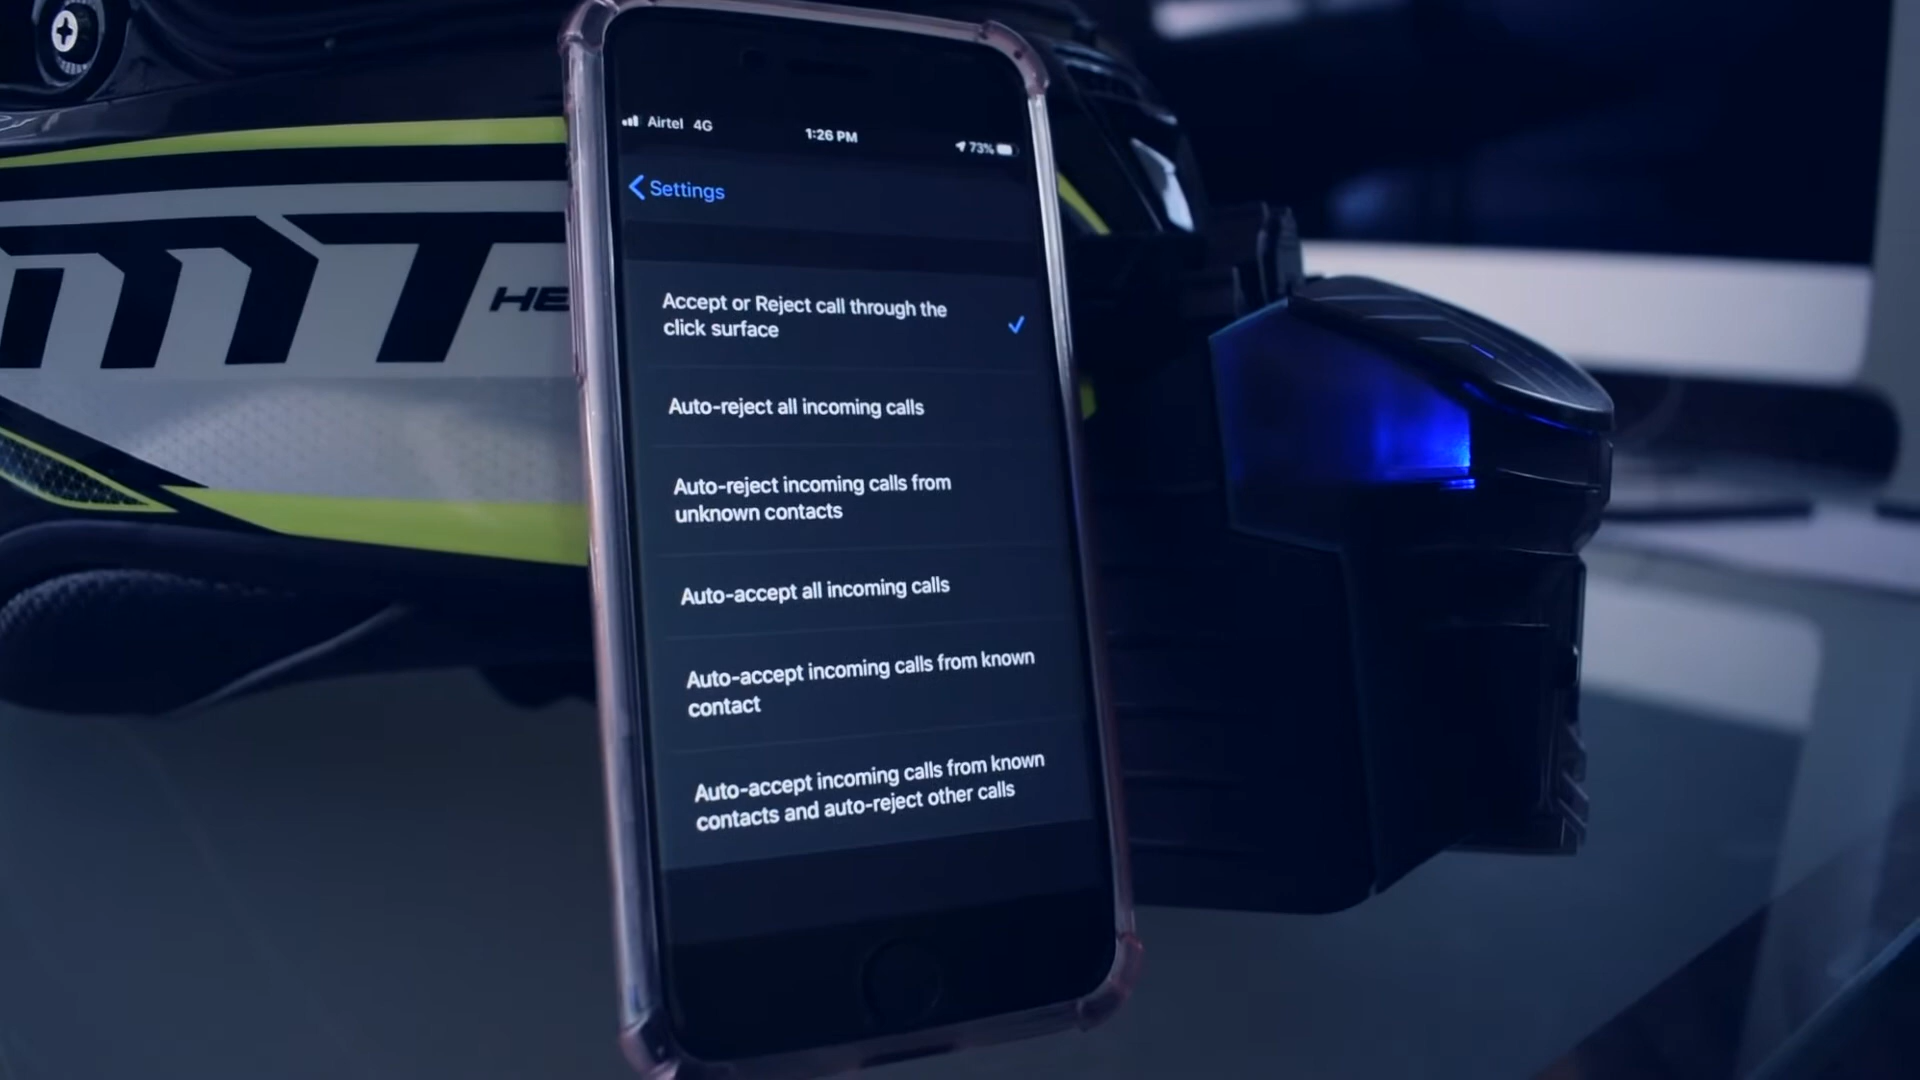 Airtel 4G
1:26 PM
73%
Settings
Accept or Reject call through the
click surface
Auto-reject all incoming calls
Auto-reject incoming calls from
unknown contacts
Auto-accept all incoming calls
Auto-accept incoming calls from known
contact
Auto-accept incoming calls from known
contacts and auto-reject other calls
MT
HE